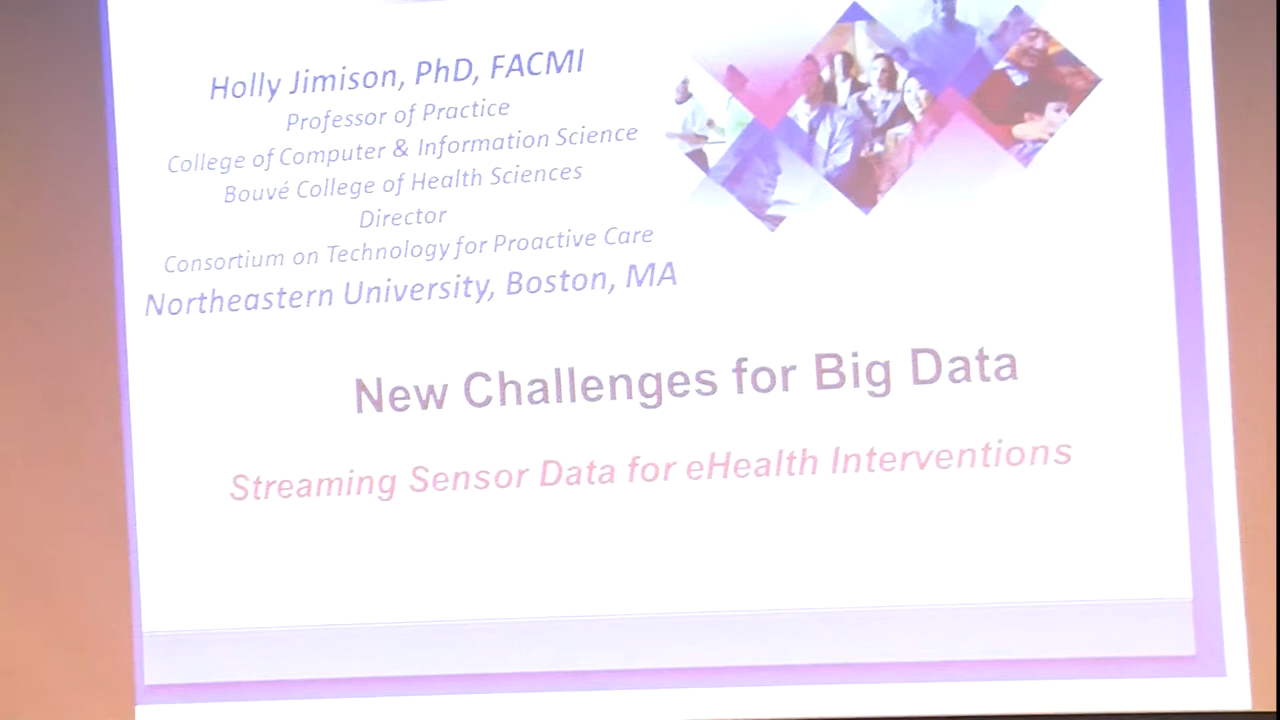 Holly Jimison, PhD, FACMI
Professor of Practice
College of Computer & Information Science
Bouvé College of Health Sciences
Director
Consortium on Technology for Proactive Care
Northeastern University, Boston, MA
New Challenges for Big Data
Streaming Sensor Data for eHealth Interventions